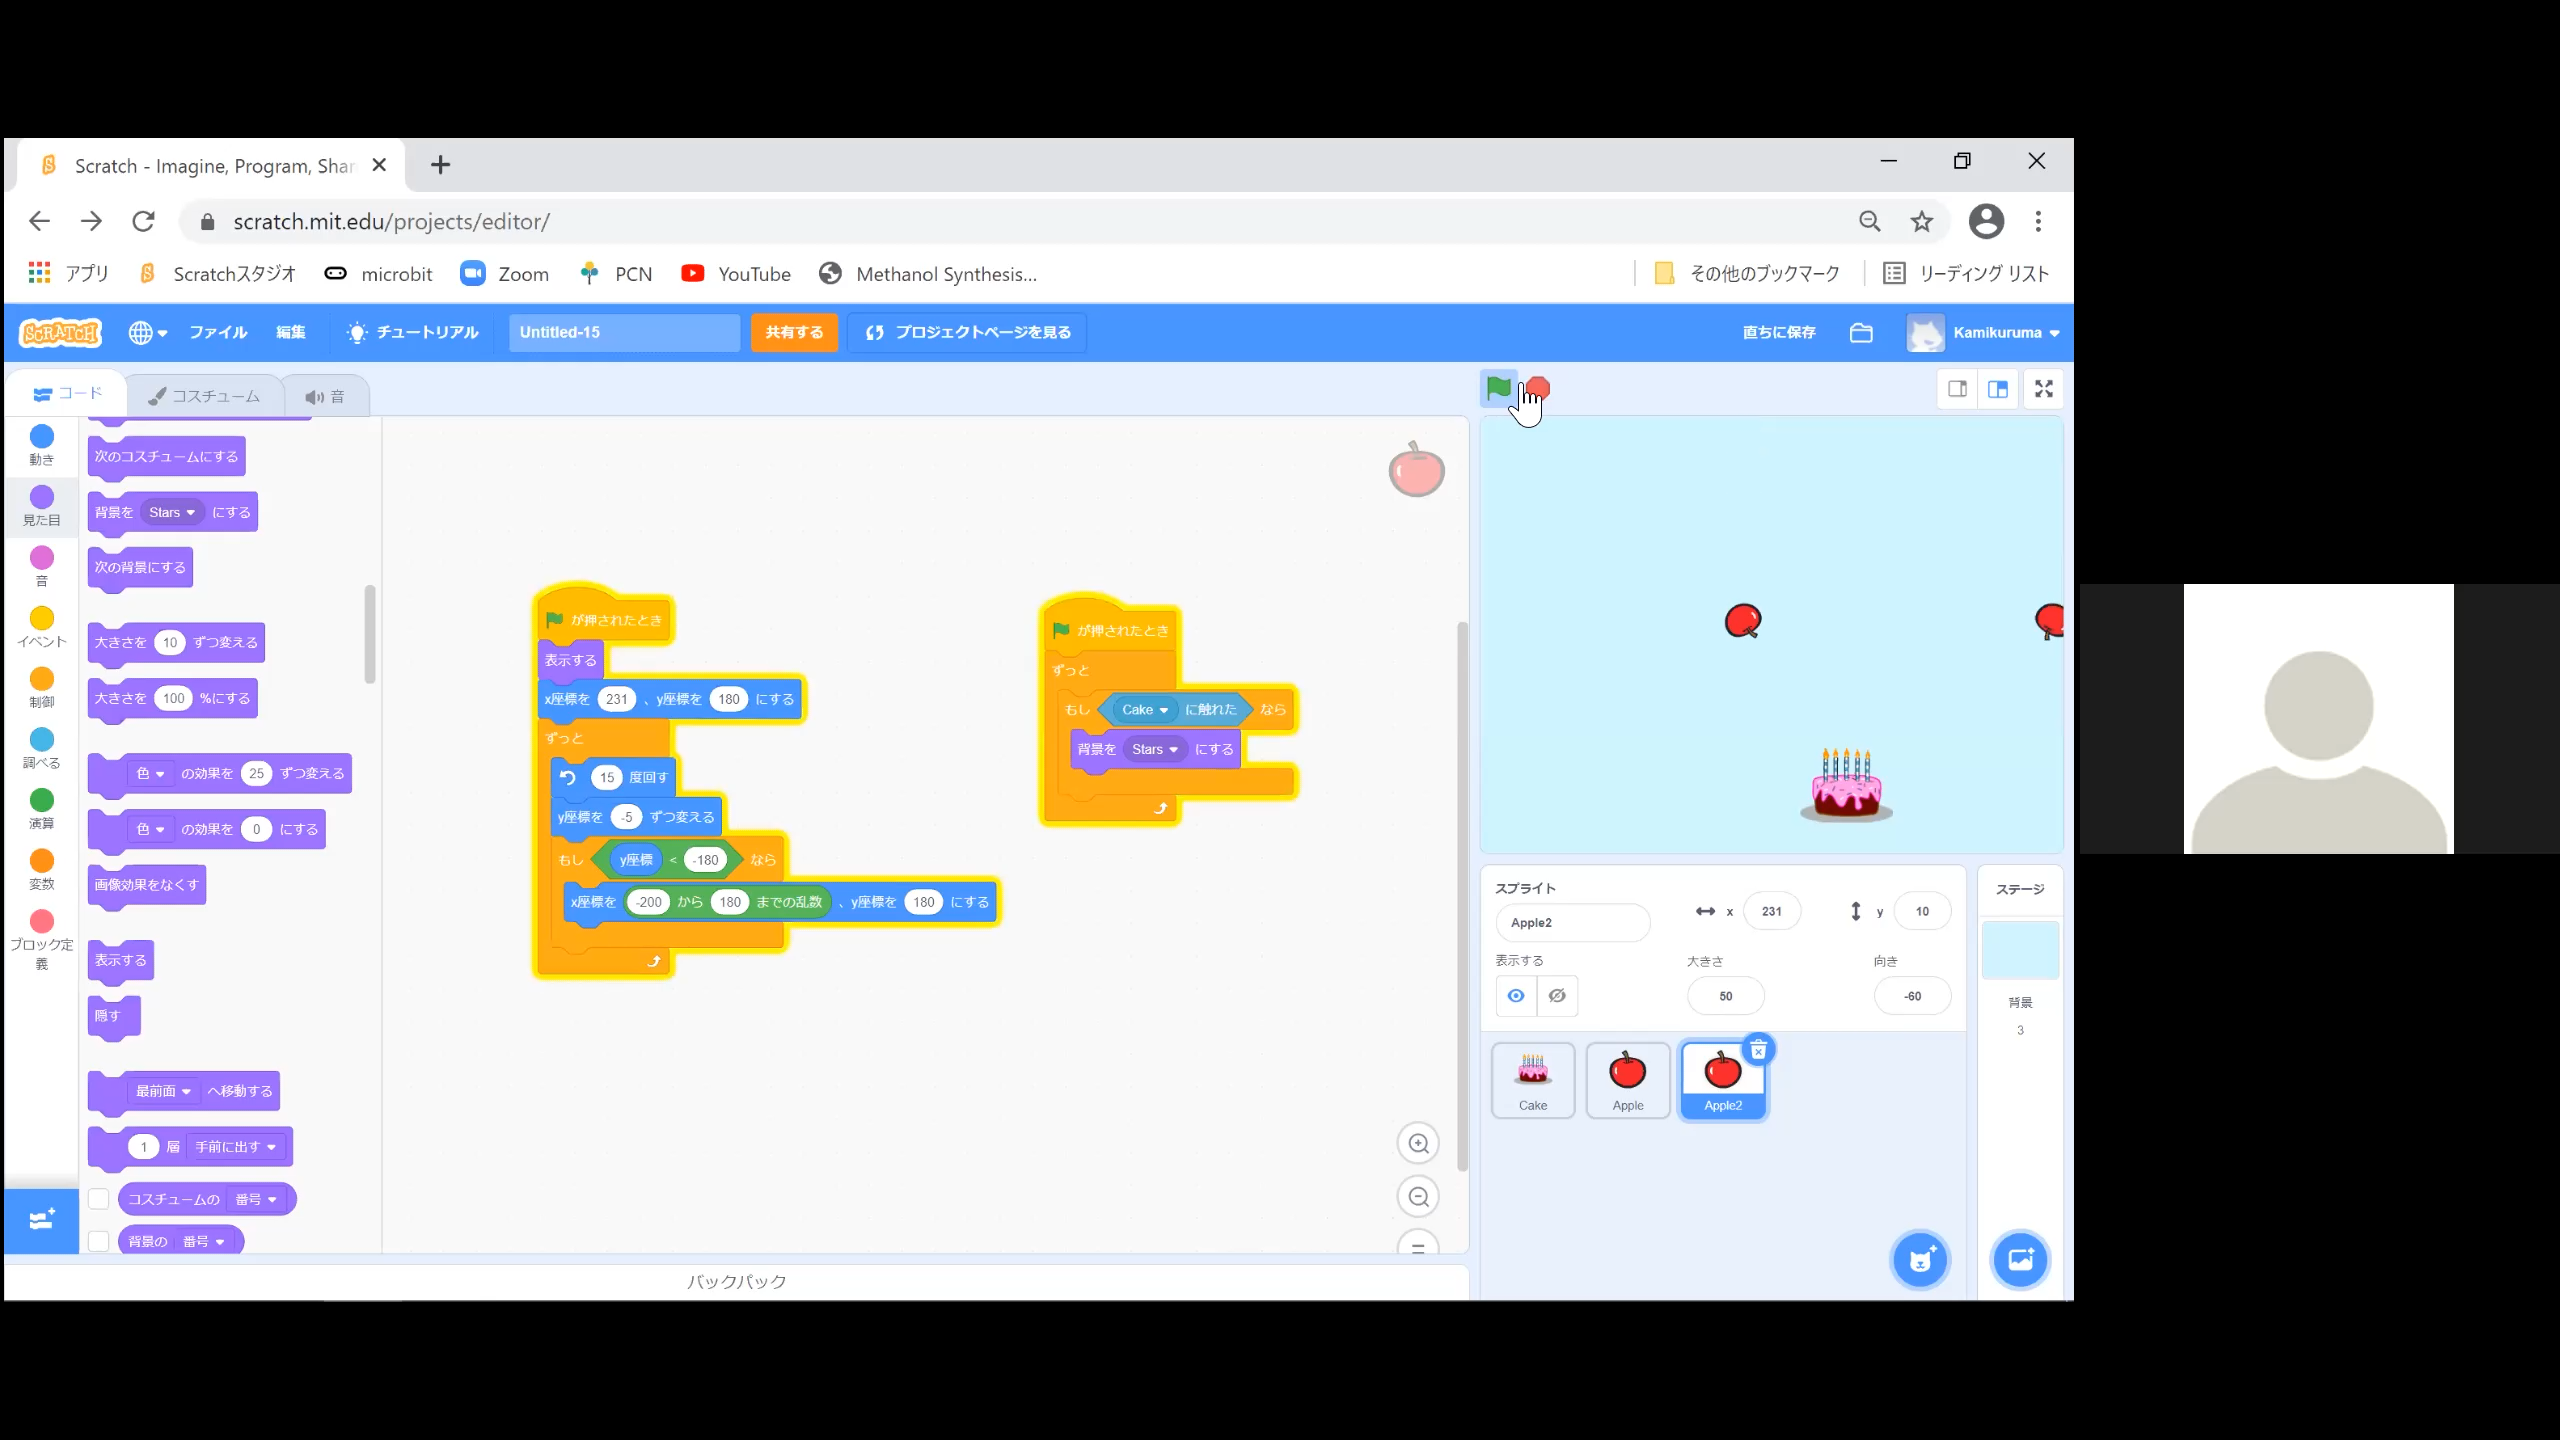 Scratch - Imagine, Program, Shar
scratch.mit.edu/projects/editor/
アプリ Scratchスタジオ microbit Zoom PCN YouTube Methanol Synthesis... その他のブックマーク リーディング リスト
SCRATCH ファイル 編集 チュートリアル Untitled-15 共有する プロジェクトページを見る 直ちに保存 Kamikuruma
コード コスチューム 音
動き
見た目
音
イベント
制御
調べる
演算
変数
ブロック定
義
次のコスチュームにする
背景を Stars にする
次の背景にする
大きさを 10 ずつ変える
大きさを 100 %にする
色 の効果を 25 ずつ変える
色 の効果を 0 にする
画像効果をなくす
表示する
隠す
最前面 へ移動する
1 層 手前に出す
コスチュームの 番号
背景の 番号
が押されたとき
表示する
x座標を 231 、y座標を 180 にする
ずっと
15 度回す
y座標を -5 ずつ変える
もし y座標 < -180 なら
x座標を -200 から 180 までの乱数 、y座標を 180 にする
が押されたとき
ずっと
もし Cake に触れた なら
背景を Stars にする
スプライト
Apple2 x 231 y 10
表示する 大きさ 向き
50 -60
Cake Apple Apple2
ステージ
背景
3
バックパック